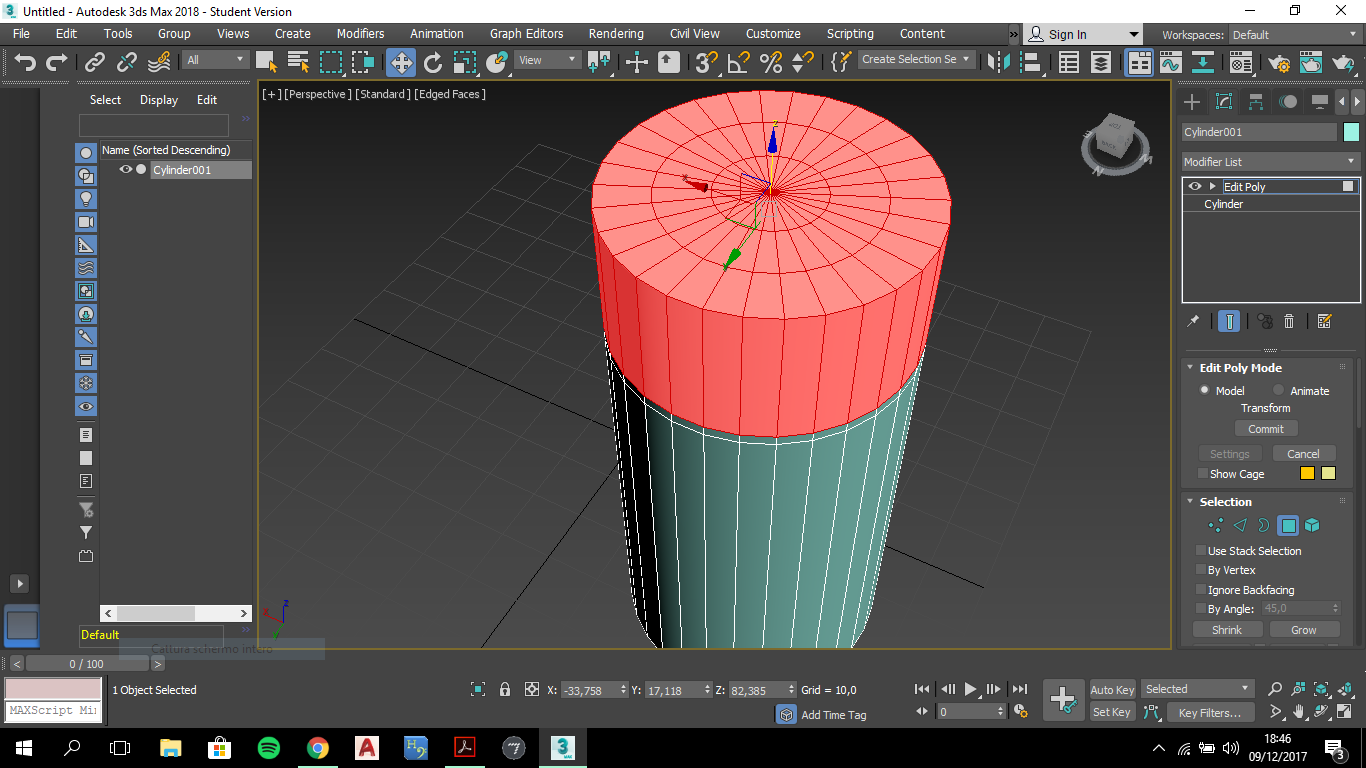 Untitled - Autodesk 3ds Max 2018 - Student Version
File Edit Tools Group Views Create Modifiers Animation Graph Editors Rendering Civil View Customize Scripting Content » Sign In Workspaces: Default
All View 3 Create Selection Se
Select Display Edit
[+] [Perspective] [Standard] [Edged Faces]
Name (Sorted Descending)
Cylinder001
z
x
BACK
N
W
Cylinder001
Modifier List
Edit Poly
Cylinder
Edit Poly Mode
Model Animate
Transform
Commit
Settings Cancel
Show Cage
Selection
Use Stack Selection
By Vertex
Ignore Backfacing
By Angle: 45,0
Shrink Grow
z
x
y
Default
Cattura schermo intero
< 0 / 100 >
1 Object Selected
X: -33,758 Y: 17,118 Z: 82,385 Grid = 10,0
Auto Key Selected
MAXScript Mi
Add Time Tag
0
Set Key Key Filters...
18:46
09/12/2017
3